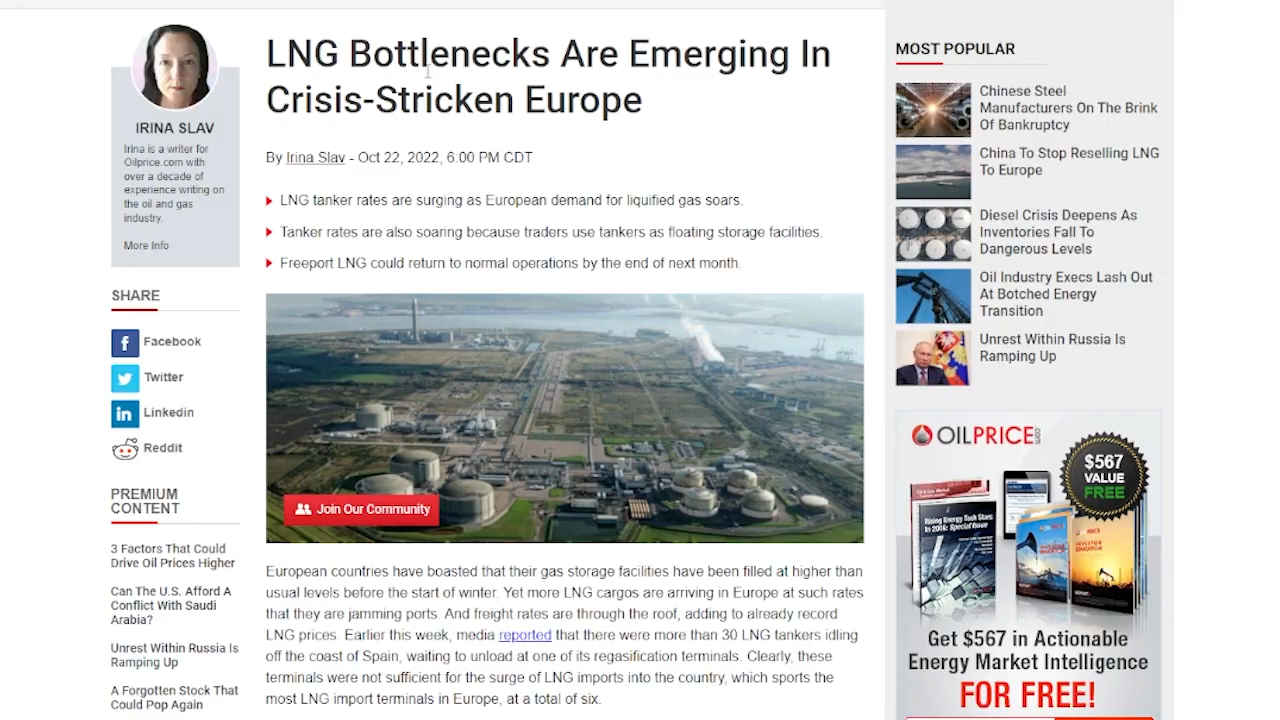 LNG Bottlenecks Are Emerging In
Crisis-Stricken Europe
By Irina Slav - Oct 22, 2022, 6:00 PM CDT
LNG tanker rates are surging as European demand for liquified gas soars.
Tanker rates are also soaring because traders use tankers as floating storage facilities.
Freeport LNG could return to normal operations by the end of next month.
Join Our Community
European countries have boasted that their gas storage facilities have been filled at higher than
usual levels before the start of winter. Yet more LNG cargos are arriving in Europe at such rates
that they are jamming ports. And freight rates are through the roof, adding to already record
LNG prices. Earlier this week, media reported that there were more than 30 LNG tankers idling
off the coast of Spain, waiting to unload at one of its regasification terminals. Clearly, these
terminals were not sufficient for the surge of LNG imports into the country, which sports the
most LNG import terminals in Europe, at a total of six.
IRINA SLAV
Irina is a writer for
Oilprice.com with
over a decade of
experience writing on
the oil and gas
industry.
More Info
SHARE
Facebook
Twitter
Linkedin
Reddit
PREMIUM
CONTENT
3 Factors That Could
Drive Oil Prices Higher
Can The U.S. Afford A
Conflict With Saudi
Arabia?
Unrest Within Russia Is
Ramping Up
A Forgotten Stock That
Could Pop Again
MOST POPULAR
Chinese Steel
Manufacturers On The Brink
Of Bankruptcy
China To Stop Reselling LNG
To Europe
Diesel Crisis Deepens As
Inventories Fall To
Dangerous Levels
Oil Industry Execs Lash Out
At Botched Energy
Transition
Unrest Within Russia Is
Ramping Up
OILPRICE.com
$567
VALUE
FREE
Rising Energy Tech Stars
In 2016: Special Issue
Get $567 in Actionable
Energy Market Intelligence
FOR FREE!